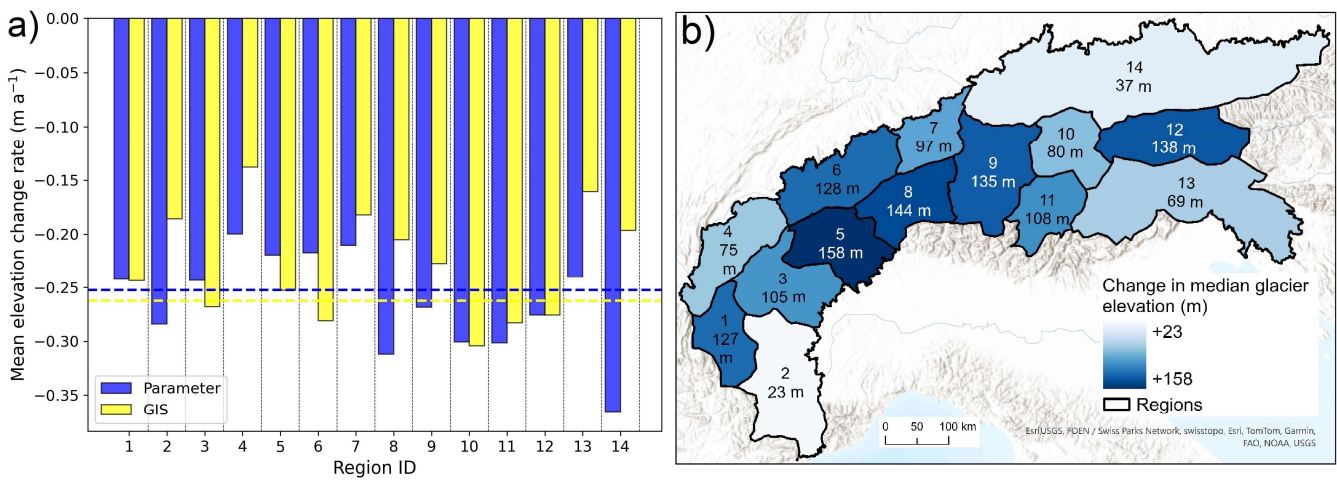 a)
Mean elevation change rate (m a⁻¹)
0.00
−0.05
−0.10
−0.15
−0.20
−0.25
−0.30
−0.35
Parameter
GIS
1 2 3 4 5 6 7 8 9 10 11 12 13 14
Region ID
b)
14
37 m
7
97 m
10
80 m
12
138 m
6
128 m
9
135 m
8
144 m
13
69 m
11
108 m
4
75
m
5
158 m
3
105 m
1
127
m
2
23 m
Change in median glacier
elevation (m)
+23
+158
Regions
0 50 100 km
Esri,USGS, FOEN / Swiss Parks Network, swisstopo, Esri, TomTom, Garmin,
FAO, NOAA, USGS